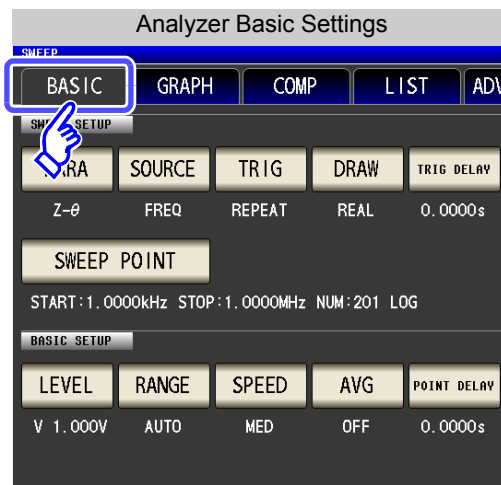 Analyzer Basic Settings
SWEEP
BASIC GRAPH COMP LIST ADV
SWEEP SETUP
PARA SOURCE TRIG DRAW TRIG DELAY
Z-θ FREQ REPEAT REAL 0.0000s
SWEEP POINT
START:1.0000kHz STOP:1.0000MHz NUM:201 LOG
BASIC SETUP
LEVEL RANGE SPEED AVG POINT DELAY
V 1.000V AUTO MED OFF 0.0000s